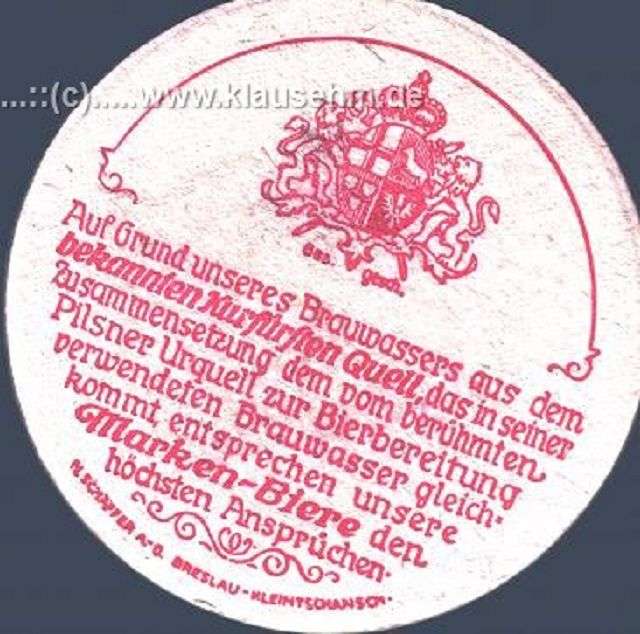 ...::(c).....www.klausehm.de
Ges. gesch.
Auf Grund unseres Brauwassers aus dem
bekannten Kurfürsten Quell, das in seiner
Zusammensetzung dem vom berühmten
Pilsner Urquell zur Bierbereitung
verwendeten Brauwasser gleich-
kommt entsprechen unsere
Marken-Biere den
höchsten Ansprüchen.
BRESLAU-KLEINTSCHANSCH.